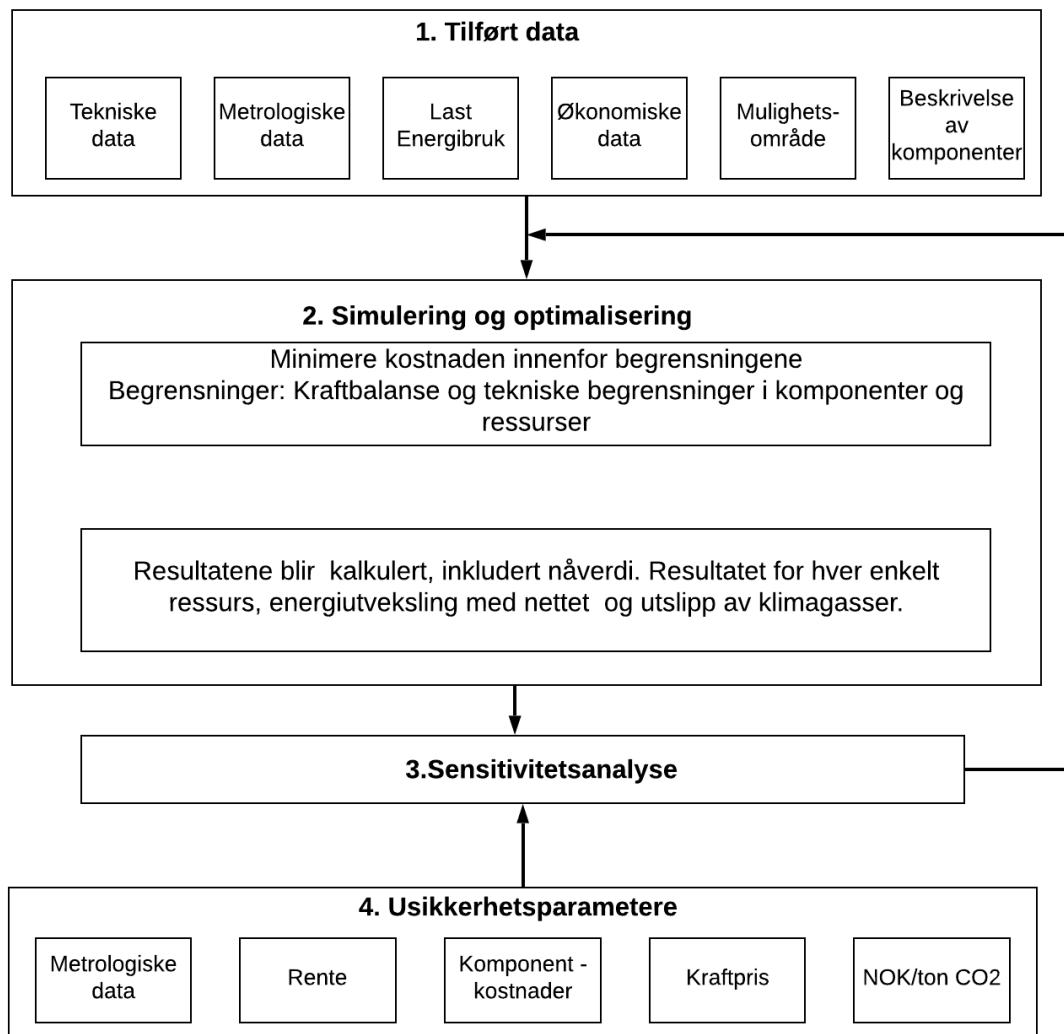 1. Tilført data
Tekniske
data
Metrologiske
data
Last
Energibruk
Økonomiske
data
Mulighets-
område
Beskrivelse
av
komponenter
2. Simulering og optimalisering
Minimere kostnaden innenfor begrensningene
Begrensninger: Kraftbalanse og tekniske begrensninger i komponenter og
ressurser
Resultatene blir kalkulert, inkludert nåverdi. Resultatet for hver enkelt
ressurs, energiutveksling med nettet og utslipp av klimagasser.
3.Sensitivitetsanalyse
4. Usikkerhetsparametere
Metrologiske
data
Rente
Komponent -
kostnader
Kraftpris
NOK/ton CO2